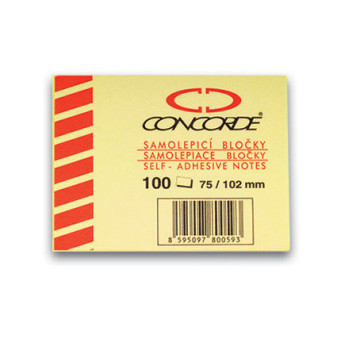 CONCORDE®
SAMOLEPICÍ BLOČKY
SAMOLEPIACE BLOČKY
SELF - ADHESIVE NOTES
100 75 / 102 mm
8 595097 800593